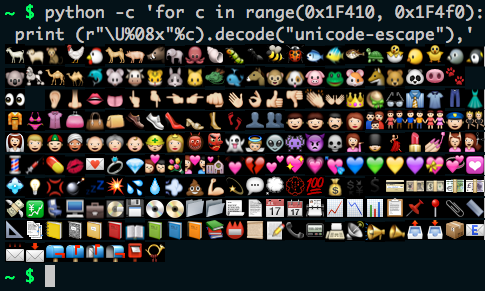 ~ $ python -c 'for c in range(0x1F410, 0x1F4f0):
print (r"\U%08x"%c).decode("unicode-escape"),'
~ $